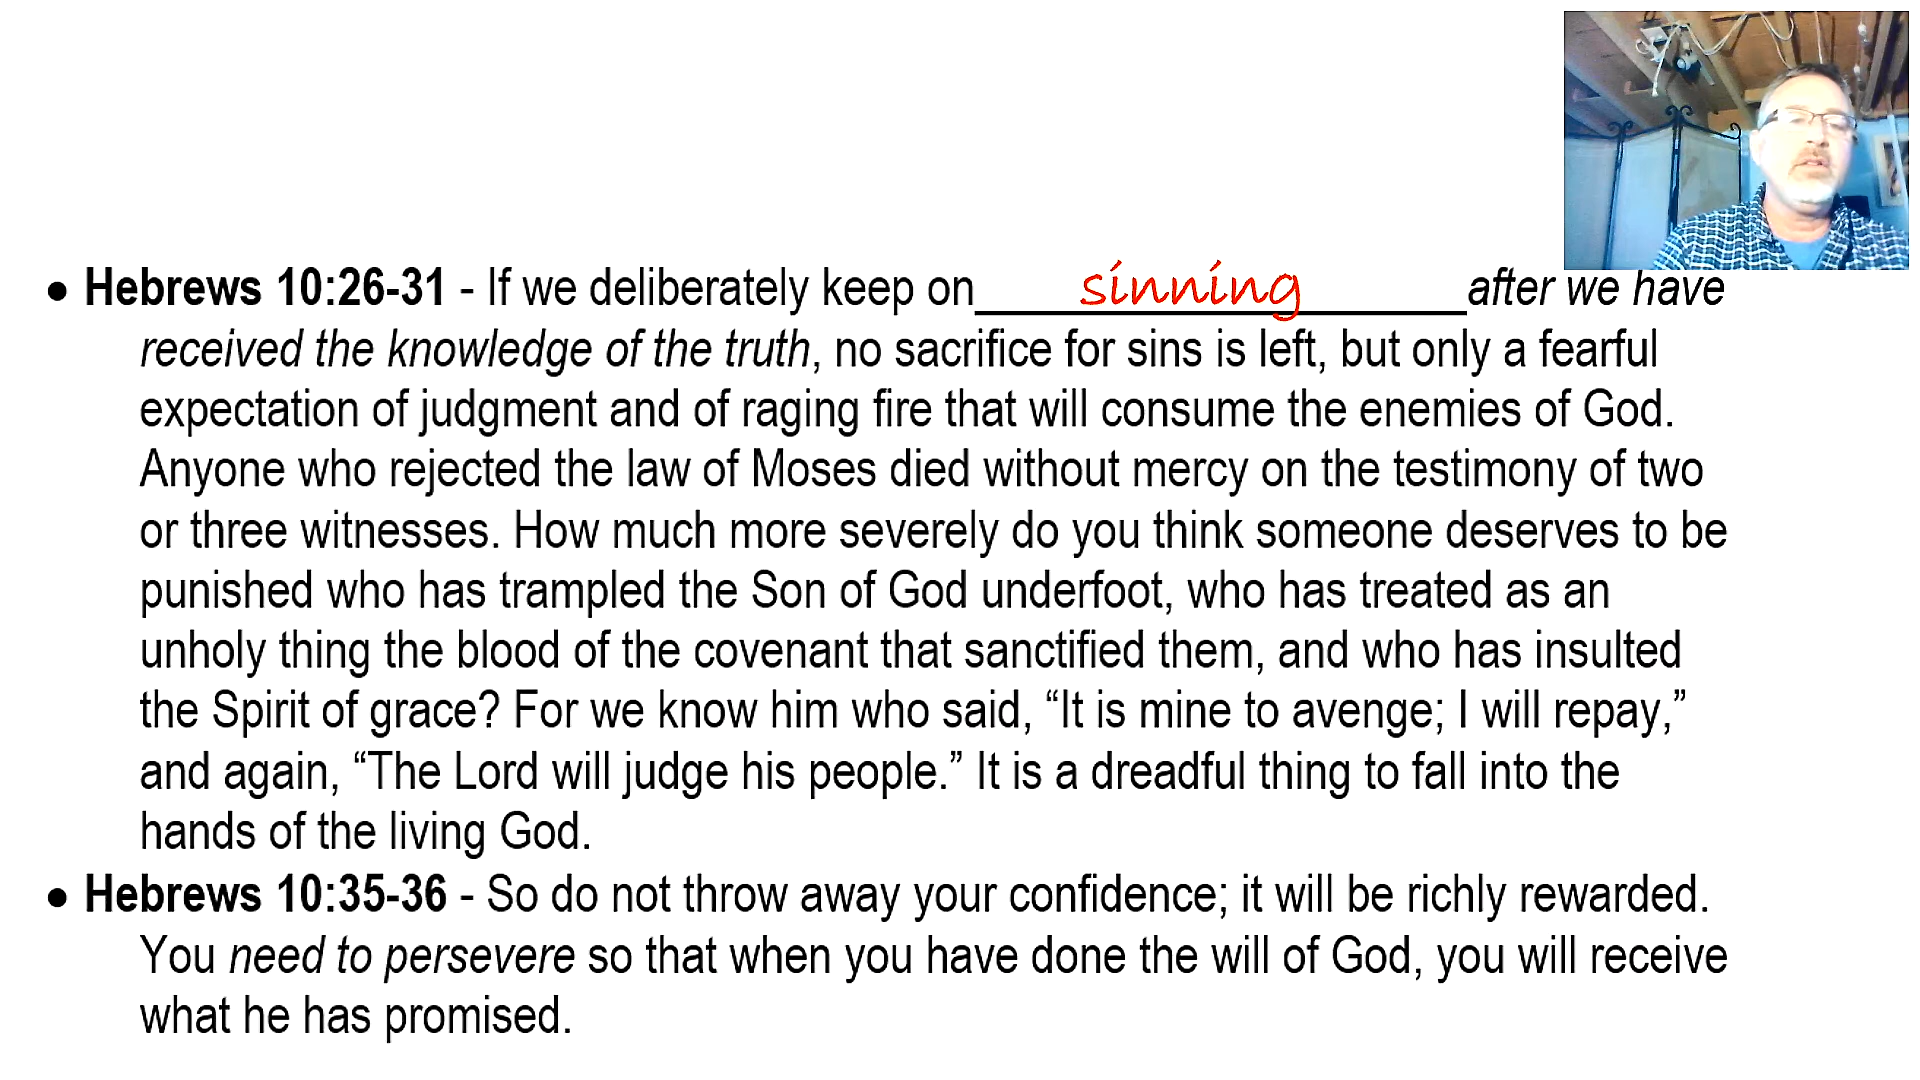 • Hebrews 10:26-31 - If we deliberately keep on sinning after we have
received the knowledge of the truth, no sacrifice for sins is left, but only a fearful
expectation of judgment and of raging fire that will consume the enemies of God.
Anyone who rejected the law of Moses died without mercy on the testimony of two
or three witnesses. How much more severely do you think someone deserves to be
punished who has trampled the Son of God underfoot, who has treated as an
unholy thing the blood of the covenant that sanctified them, and who has insulted
the Spirit of grace? For we know him who said, “It is mine to avenge; I will repay,”
and again, “The Lord will judge his people.” It is a dreadful thing to fall into the
hands of the living God.
• Hebrews 10:35-36 - So do not throw away your confidence; it will be richly rewarded.
You need to persevere so that when you have done the will of God, you will receive
what he has promised.